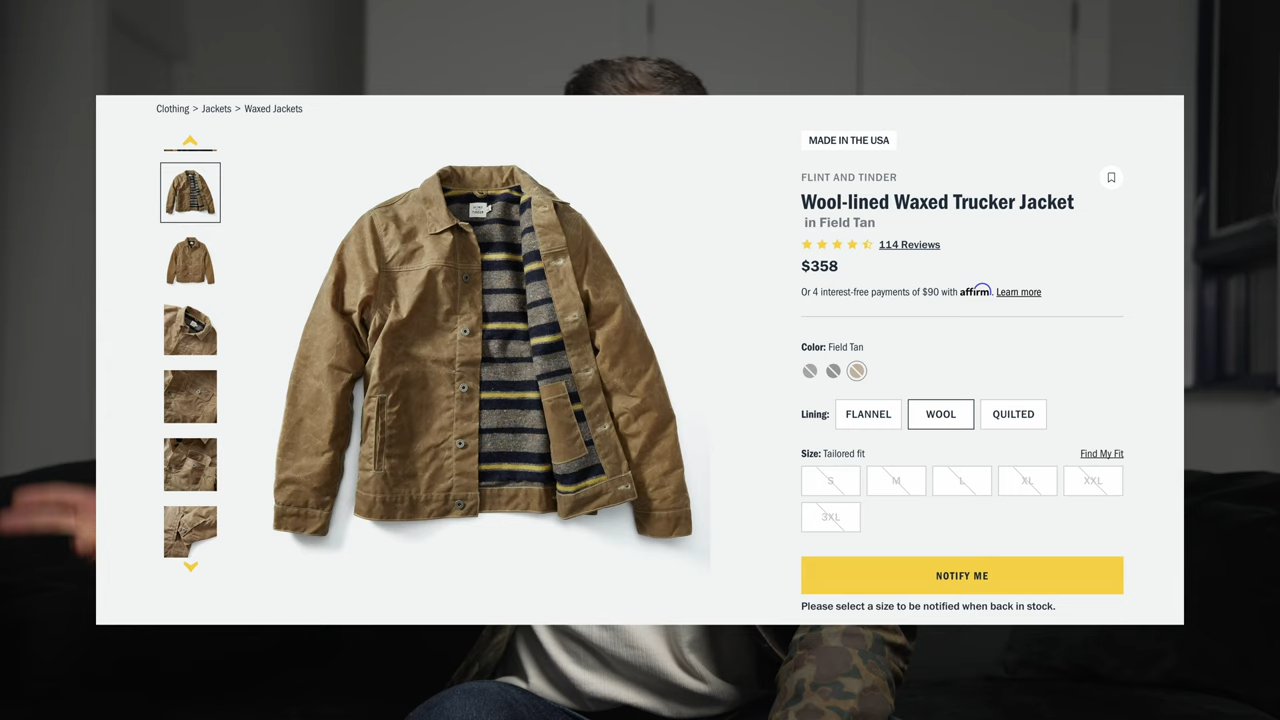 Clothing > Jackets > Waxed Jackets
MADE IN THE USA
FLINT AND TINDER
Wool-lined Waxed Trucker Jacket
in Field Tan
114 Reviews
$358
Or 4 interest-free payments of $90 with affirm. Learn more
Color: Field Tan
Lining: FLANNEL WOOL QUILTED
Size: Tailored fit Find My Fit
S M L XL XXL
3XL
NOTIFY ME
Please select a size to be notified when back in stock.
FLINT
TINDER